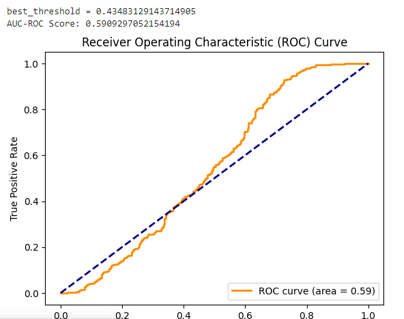 best_threshold = 0.43483129143714905
AUC-ROC Score: 0.5909297052154194
Receiver Operating Characteristic (ROC) Curve
1.0
0.8
0.6
0.4
0.2
0.0
True Positive Rate
ROC curve (area = 0.59)
0.0 0.2 0.4 0.6 0.8 1.0